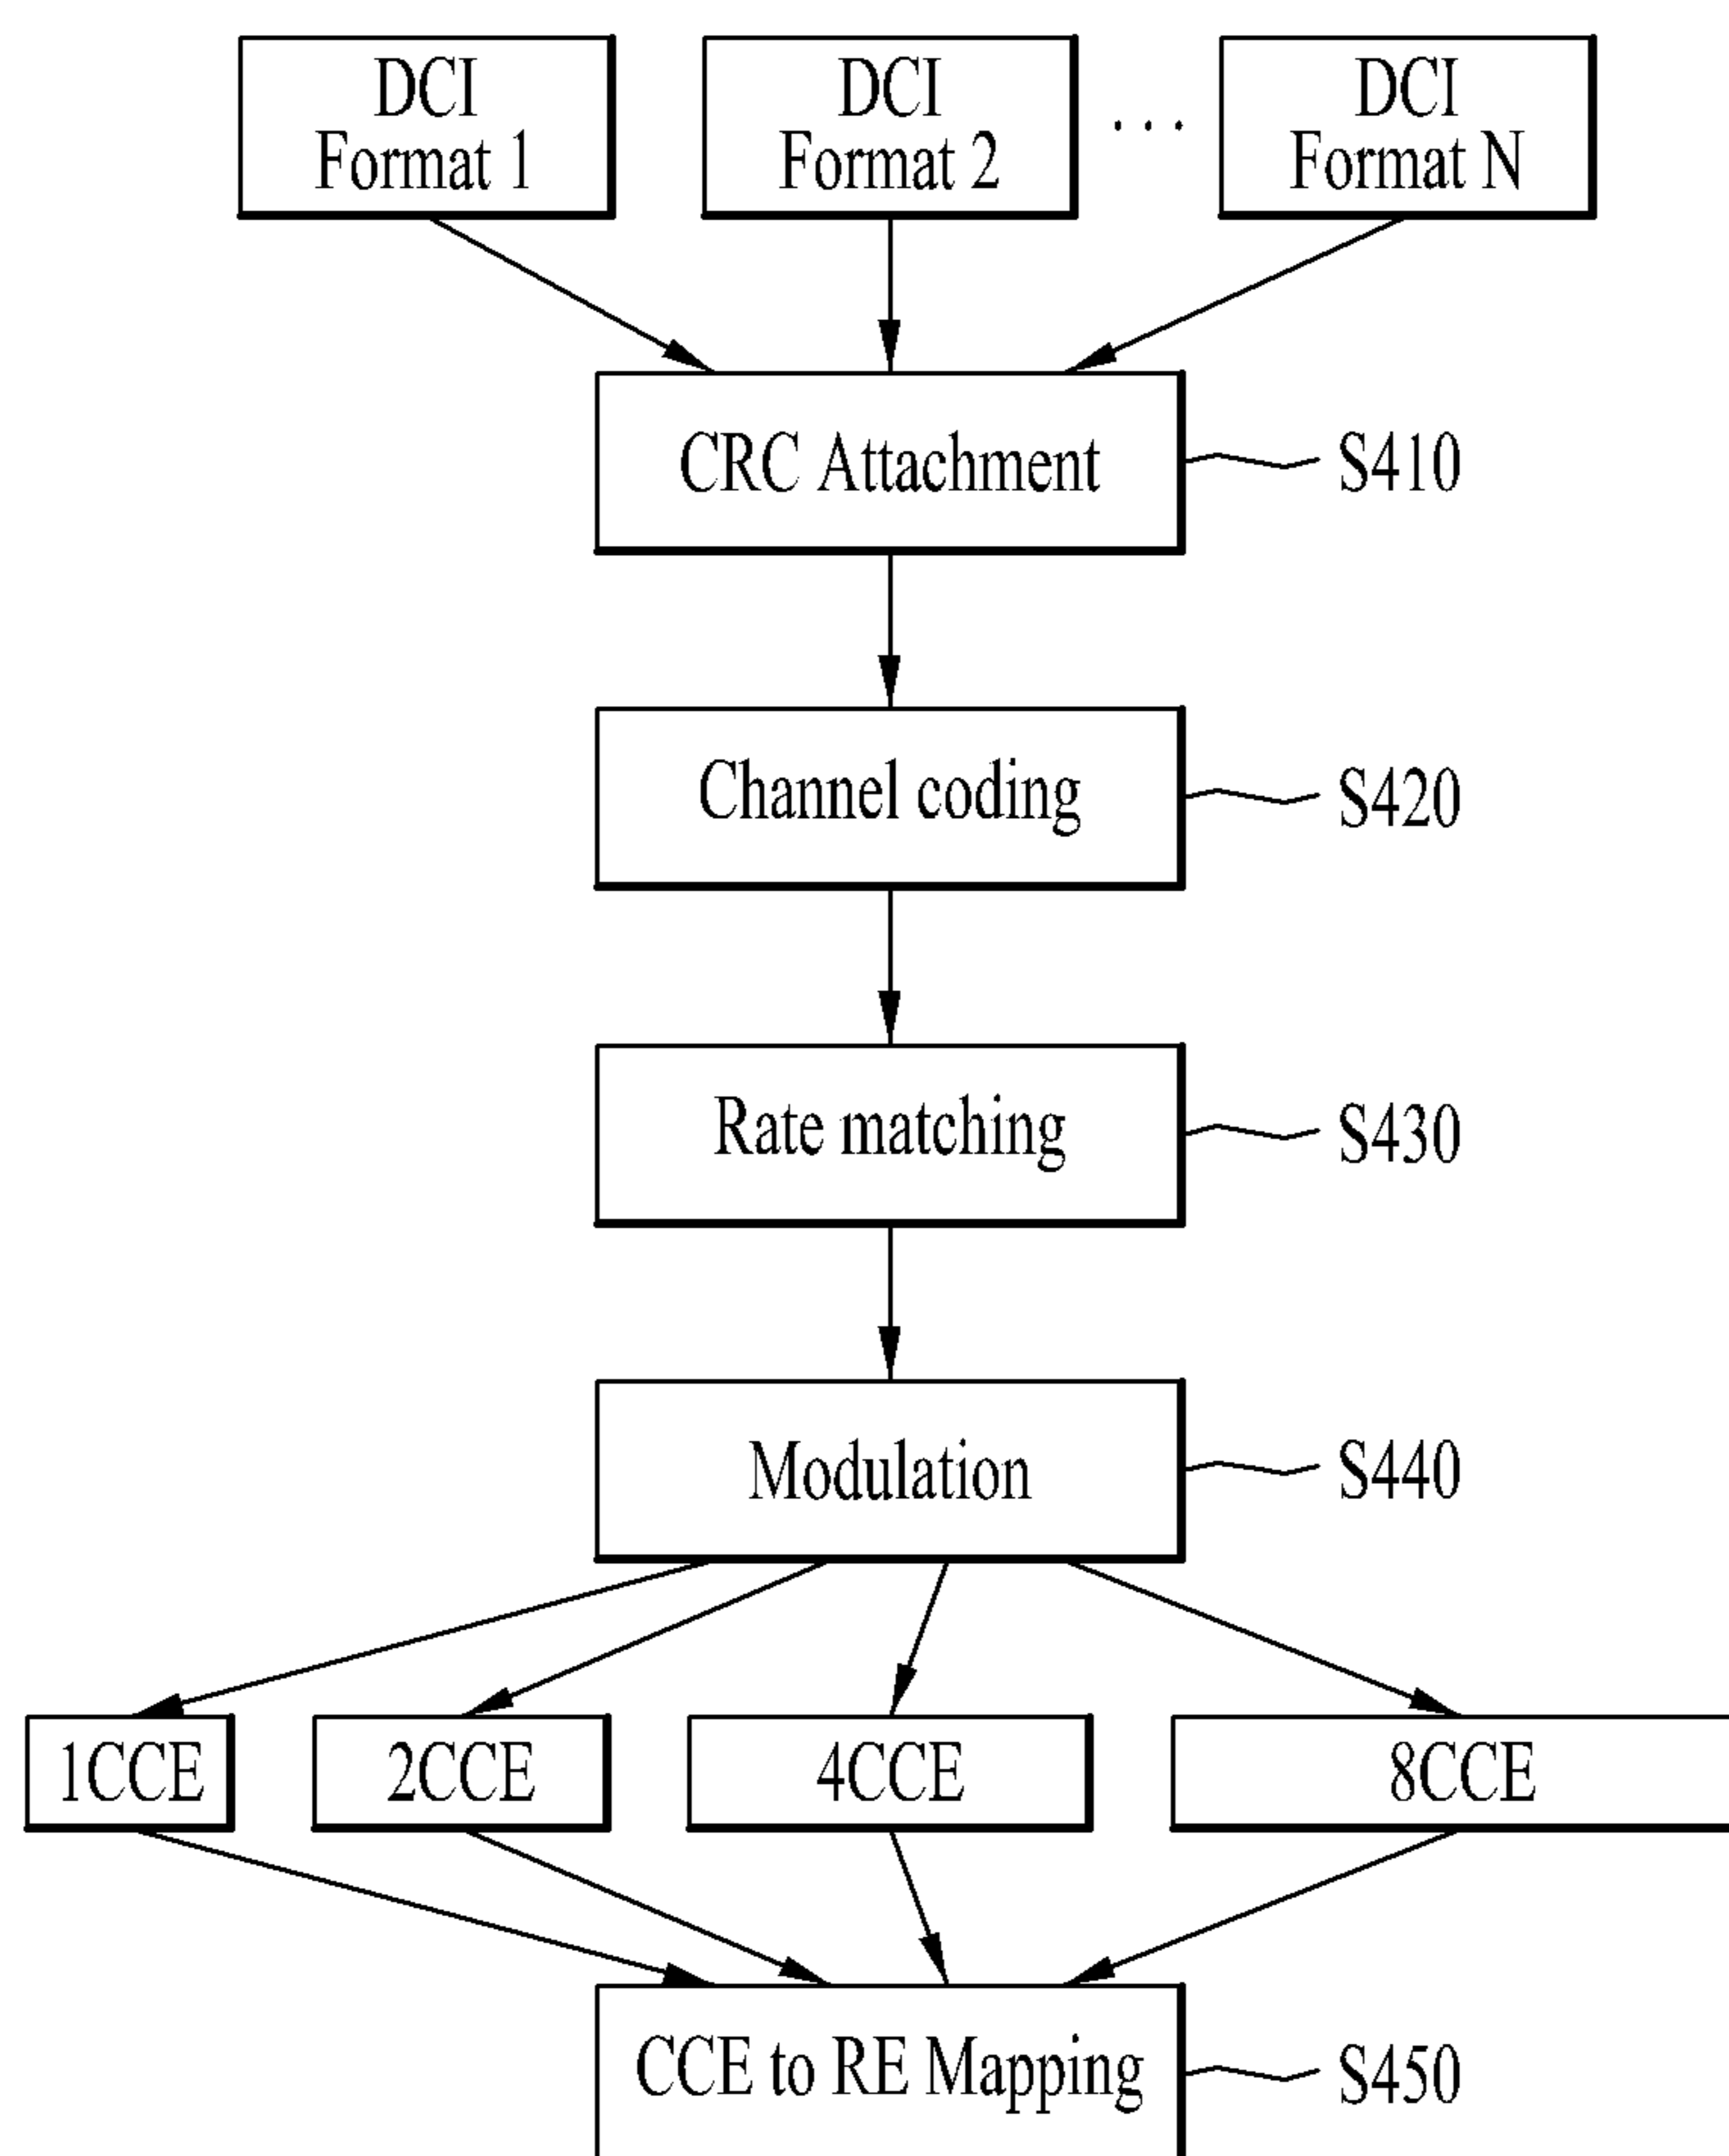 DCI
Format 1
DCI
Format 2
...
DCI
Format N
CRC Attachment
S410
Channel coding
S420
Rate matching
S430
Modulation
S440
1CCE
2CCE
4CCE
8CCE
CCE to RE Mapping
S450